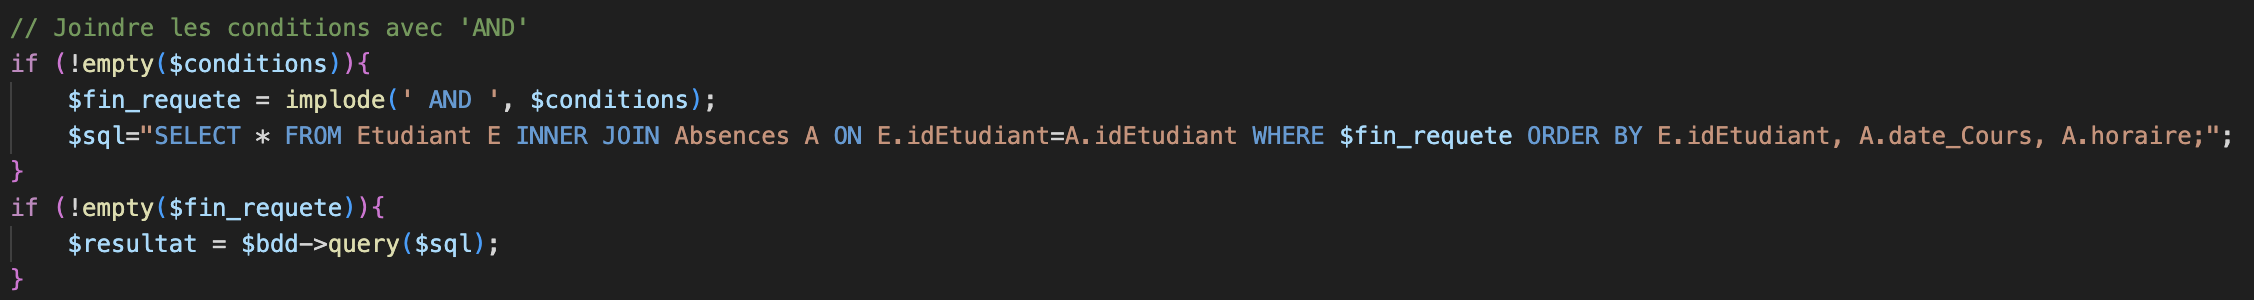 // Joindre les conditions avec 'AND'
if (!empty($conditions)){
    $fin_requete = implode(' AND ', $conditions);
    $sql="SELECT * FROM Etudiant E INNER JOIN Absences A ON E.idEtudiant=A.idEtudiant WHERE $fin_requete ORDER BY E.idEtudiant, A.date_Cours, A.horaire;";
}
if (!empty($fin_requete)){
    $resultat = $bdd->query($sql);
}